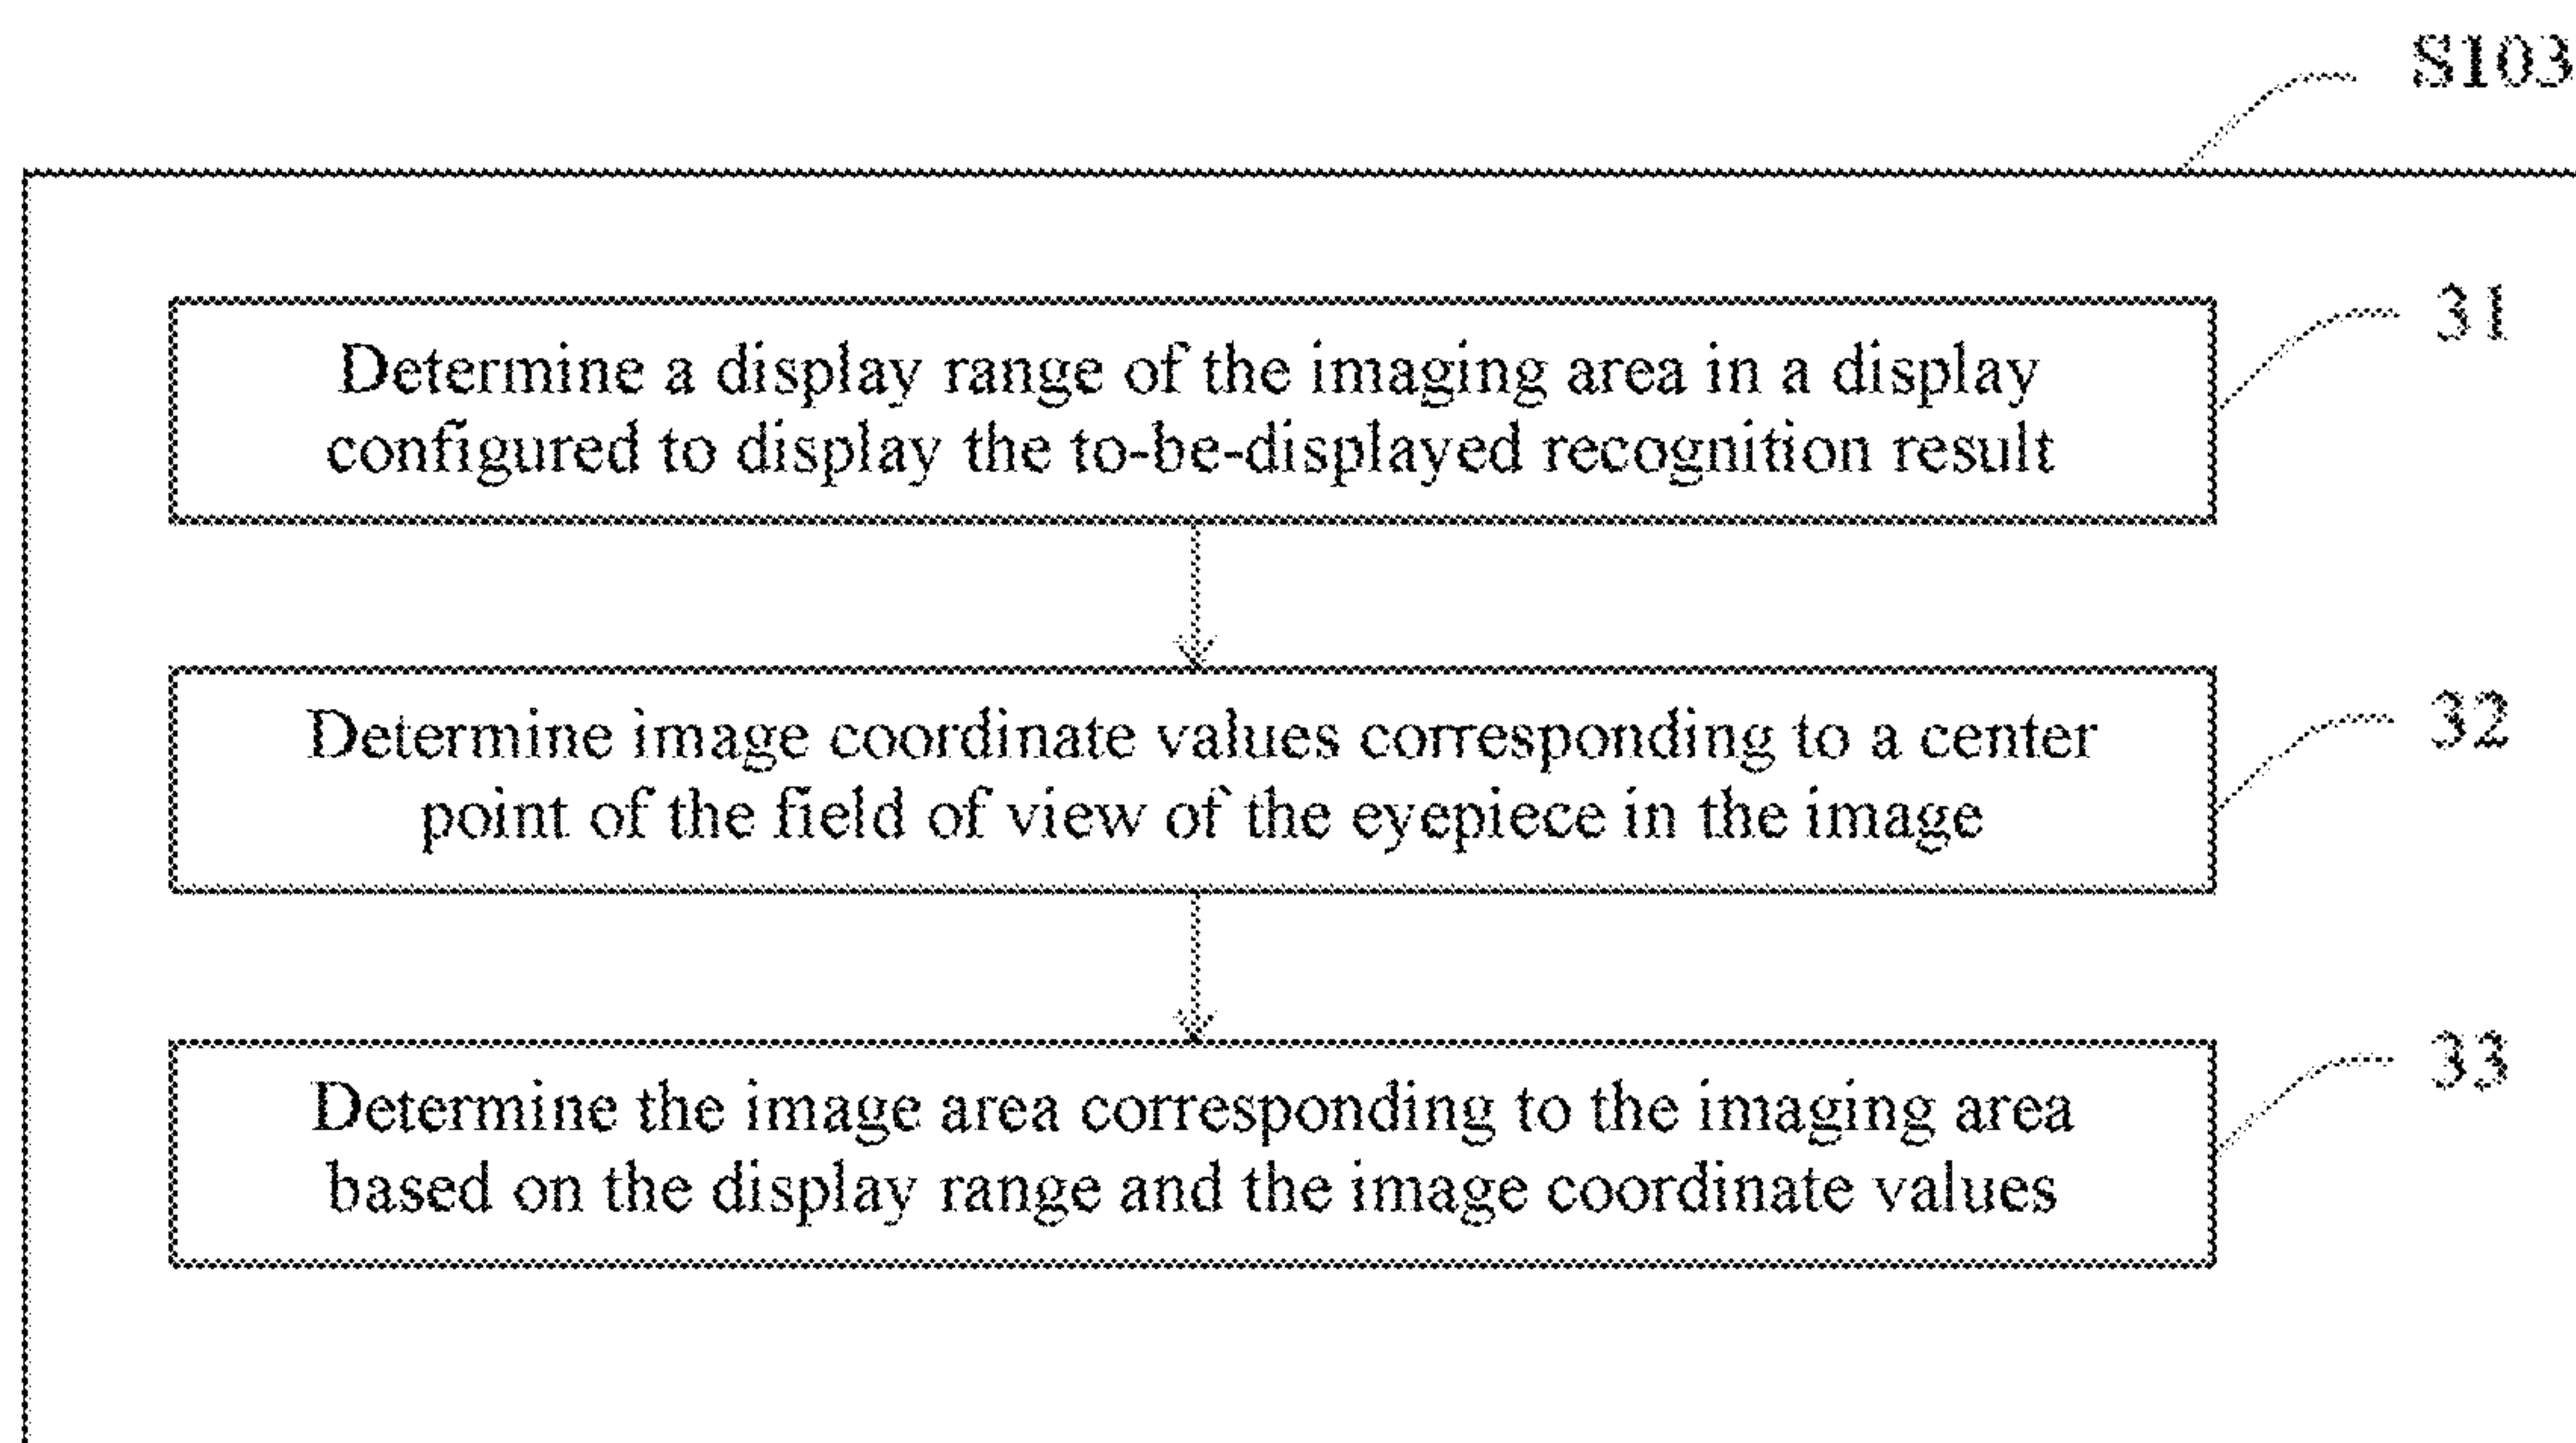 S103
31
Determine a display range of the imaging area in a display
configured to display the to-be-displayed recognition result
32
Determine image coordinate values corresponding to a center
point of the field of view of the eyepiece in the image
33
Determine the image area corresponding to the imaging area
based on the display range and the image coordinate values